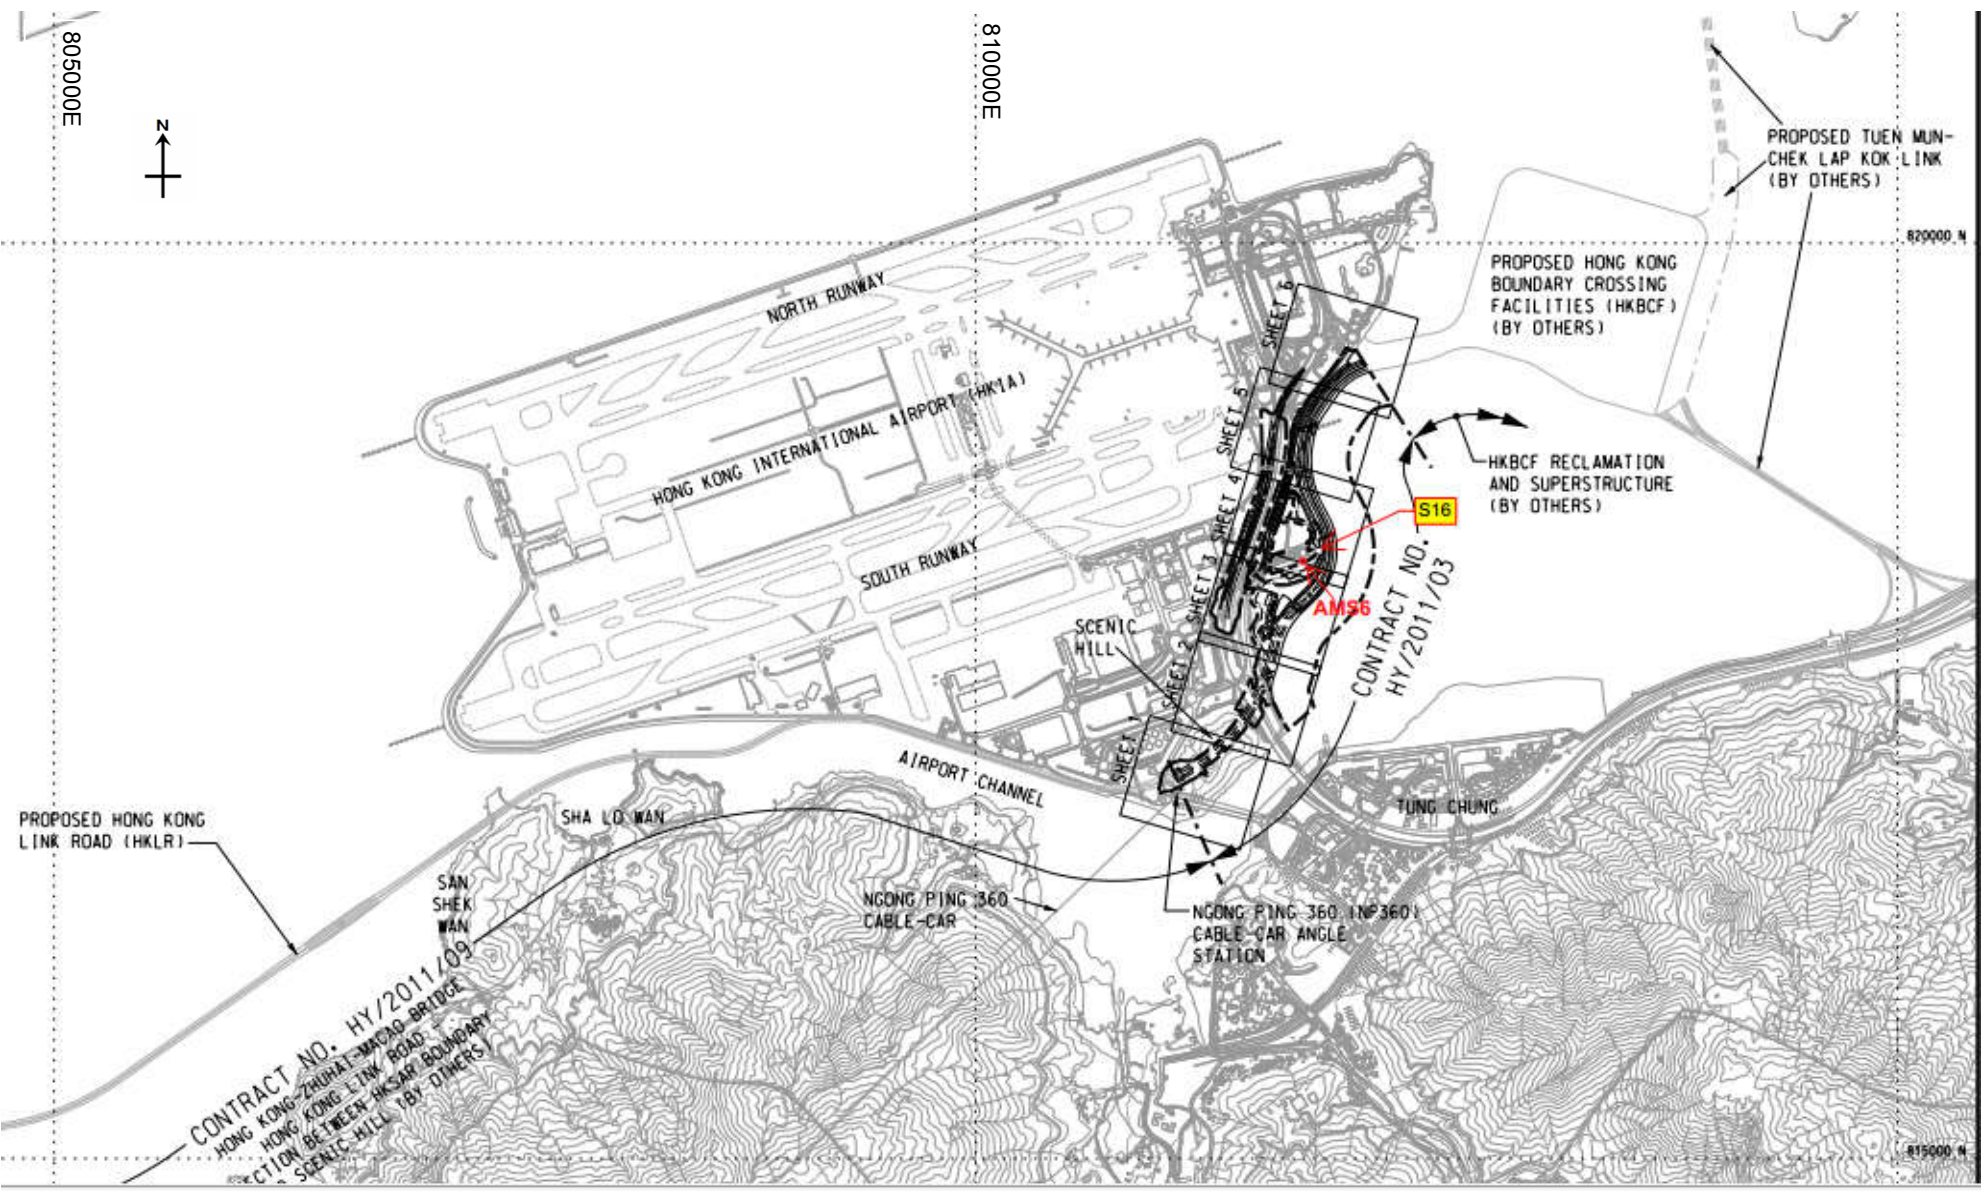 805000E
810000E
N
PROPOSED TUEN MUN-
CHEK LAP KOK LINK
(BY OTHERS)
820000 N
PROPOSED HONG KONG
BOUNDARY CROSSING
FACILITIES (HKBCF)
(BY OTHERS)
NORTH RUNWAY
SHEET 6
HONG KONG INTERNATIONAL AIRPORT (HKIA)
SHEET 5
HKBCF RECLAMATION
AND SUPERSTRUCTURE
(BY OTHERS)
SHEET 4
S16
SOUTH RUNWAY
SHEET 3
AMS6
CONTRACT NO.
HY/2011/03
SCENIC
HILL
SHEET 2
SHEET 1
AIRPORT CHANNEL
TUNG CHUNG
SHA LO WAN
PROPOSED HONG KONG
LINK ROAD (HKLR)
SAN
SHEK
WAN
NGONG PING 360
CABLE-CAR
NGONG PING 360 (NP360)
CABLE-CAR ANGLE
STATION
CONTRACT NO. HY/2011/09
HONG KONG-ZHUHAI-MACAO BRIDGE
HONG KONG LINK ROAD -
CTION BETWEEN HKSAR BOUNDARY
SCENIC HILL (BY OTHERS)
815000 N